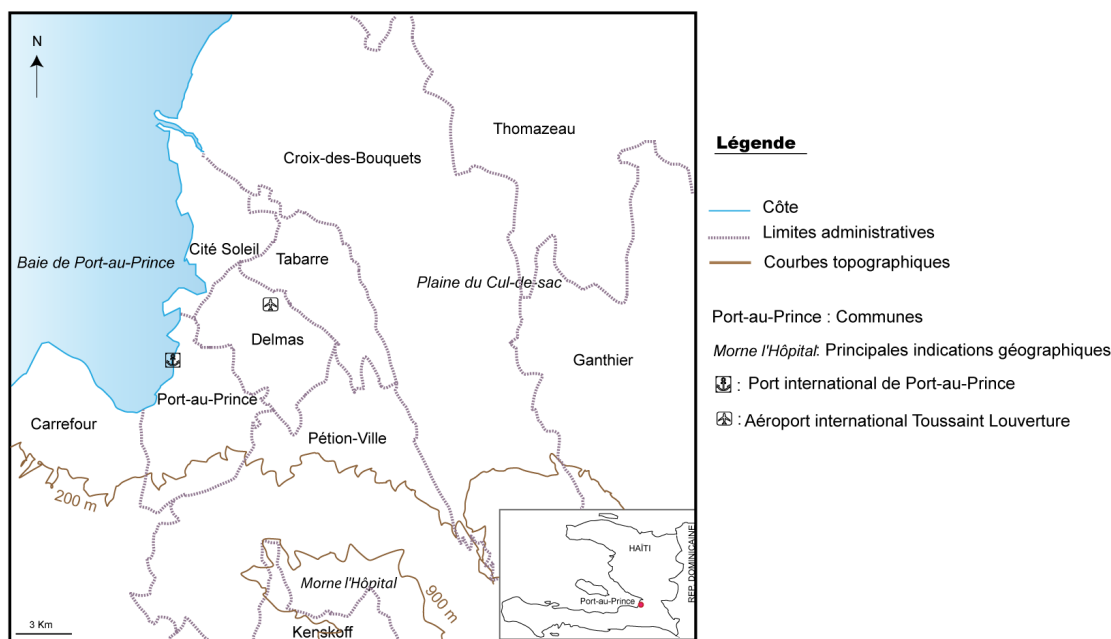 N
Thomazeau
Croix-des-Bouquets
Cité Soleil
Tabarre
Baie de Port-au-Prince
Plaine du Cul-de-sac
Delmas
Ganthier
Port-au-Prince
Carrefour
Pétion-Ville
200 m
Morne l'Hôpital
900 m
Kenskoff
3 Km
HAÏTI
Port-au-Prince
REP. DOMINICAINE
Légende
Côte
Limites administratives
Courbes topographiques
Port-au-Prince : Communes
Morne l'Hôpital: Principales indications géographiques
: Port international de Port-au-Prince
: Aéroport international Toussaint Louverture